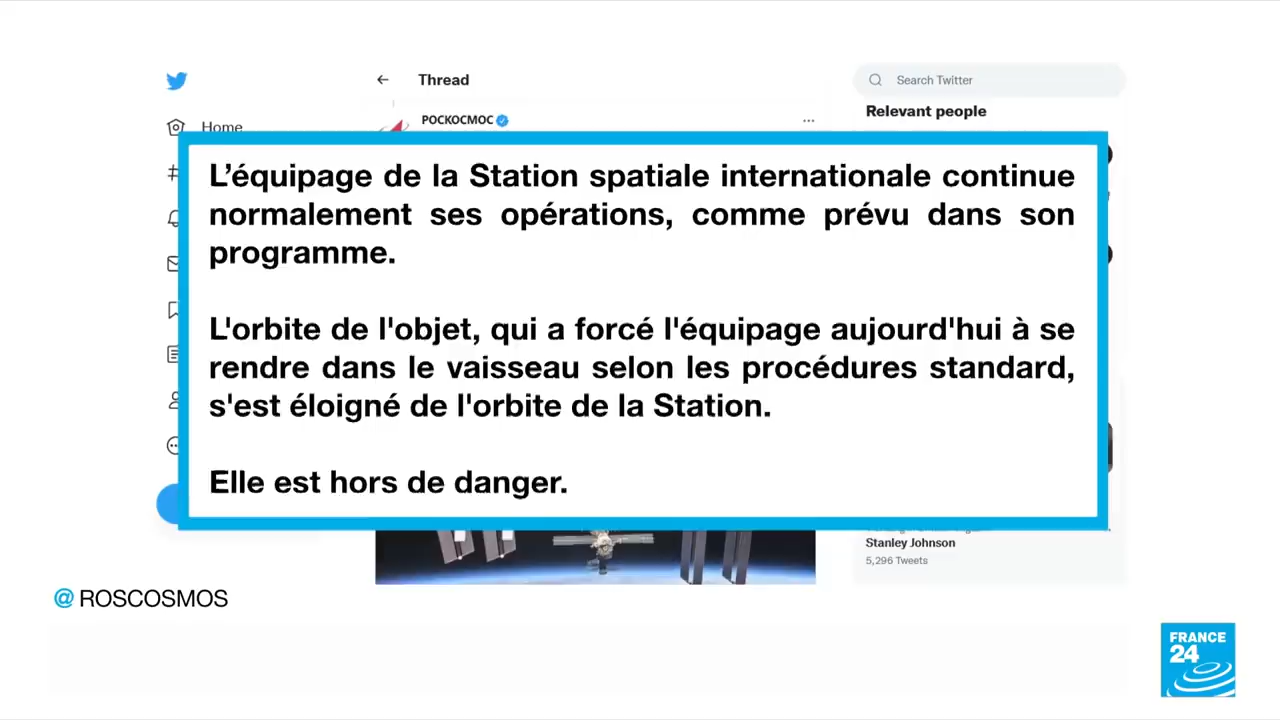 Thread
Search Twitter
Relevant people
Home
РОСКОСМОС
L’équipage de la Station spatiale internationale continue
normalement ses opérations, comme prévu dans son
programme.
L'orbite de l'objet, qui a forcé l'équipage aujourd'hui à se
rendre dans le vaisseau selon les procédures standard,
s'est éloigné de l'orbite de la Station.
Elle est hors de danger.
Stanley Johnson
5,296 Tweets
@ ROSCOSMOS
FRANCE
24